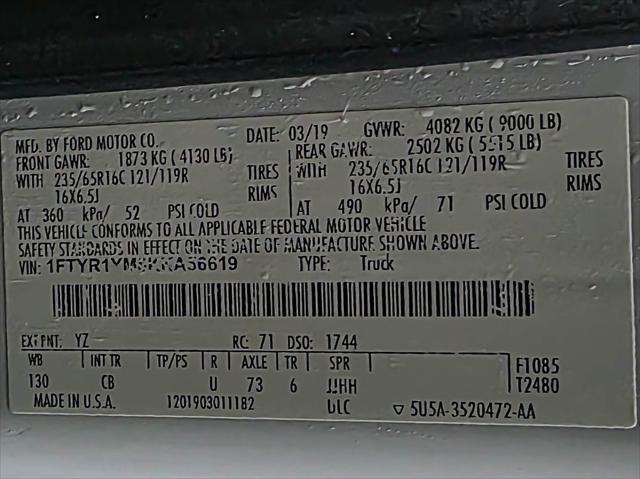 MFD. BY FORD MOTOR CO. DATE: 03/19 GVWR: 4082 KG ( 9000 LB)
FRONT GAWR: 1873 KG ( 4130 LB) REAR GAWR: 2502 KG ( 5515 LB)
WITH 235/65R16C 121/119R TIRES WITH 235/65R16C 121/119R TIRES
16X6.5J RIMS 16X6.5J RIMS
AT 360 kPa/ 52 PSI COLD AT 490 kPa/ 71 PSI COLD
THIS VEHICLE CONFORMS TO ALL APPLICABLE FEDERAL MOTOR VEHICLE
SAFETY STANDARDS IN EFFECT ON THE DATE OF MANUFACTURE SHOWN ABOVE.
VIN: TYPE: Truck
EXT PNT: YZ RC: 71 DSO: 1744
WB INT TR TP/PS R AXLE TR SPR F1085
130 CB U 73 6 JJHH T2480
MADE IN U.S.A. 1201903011182 ▽ 5U5A-3520472-AA